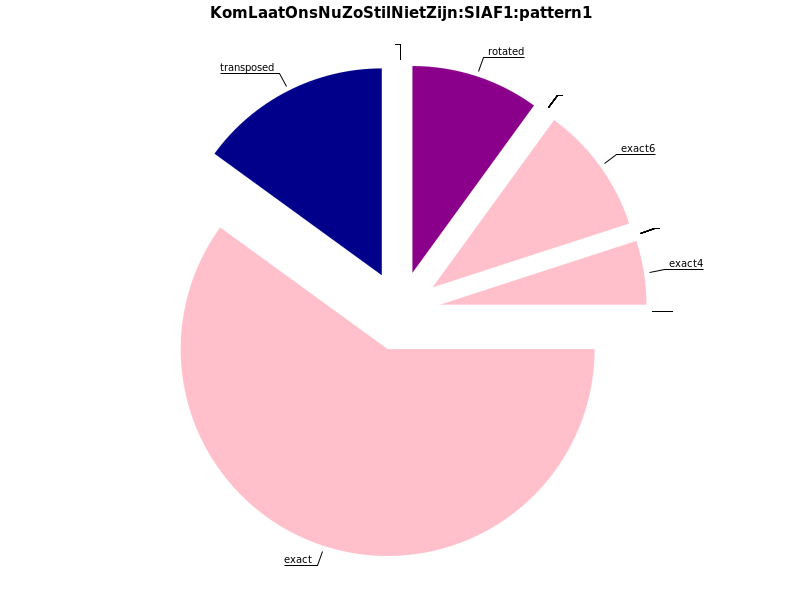 KomLaatOnsNuZoStilNietZijn:SIAF1:pattern1
rotated
transposed
exact6
exact4
exact